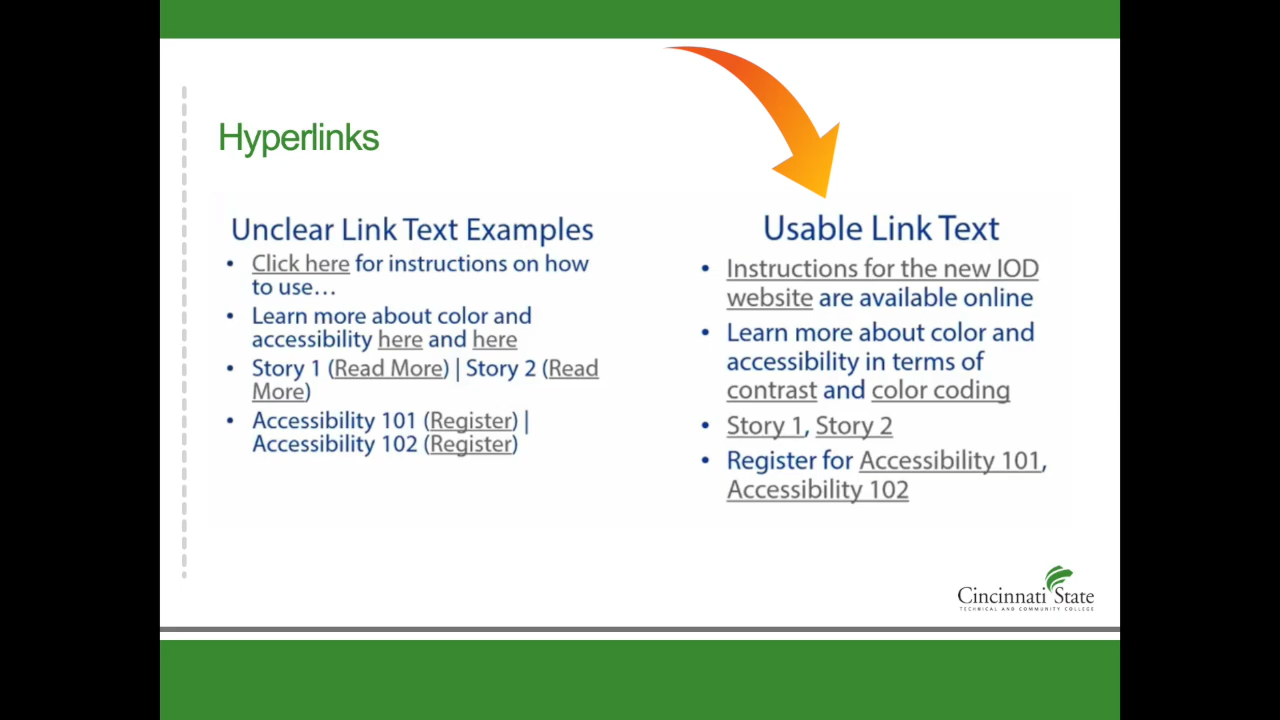 Hyperlinks
Unclear Link Text Examples
• Click here for instructions on how
to use…
• Learn more about color and
accessibility here and here
• Story 1 (Read More) | Story 2 (Read
More)
• Accessibility 101 (Register) |
Accessibility 102 (Register)
Usable Link Text
• Instructions for the new IOD
website are available online
• Learn more about color and
accessibility in terms of
contrast and color coding
• Story 1, Story 2
• Register for Accessibility 101,
Accessibility 102
Cincinnati State
TECHNICAL AND COMMUNITY COLLEGE